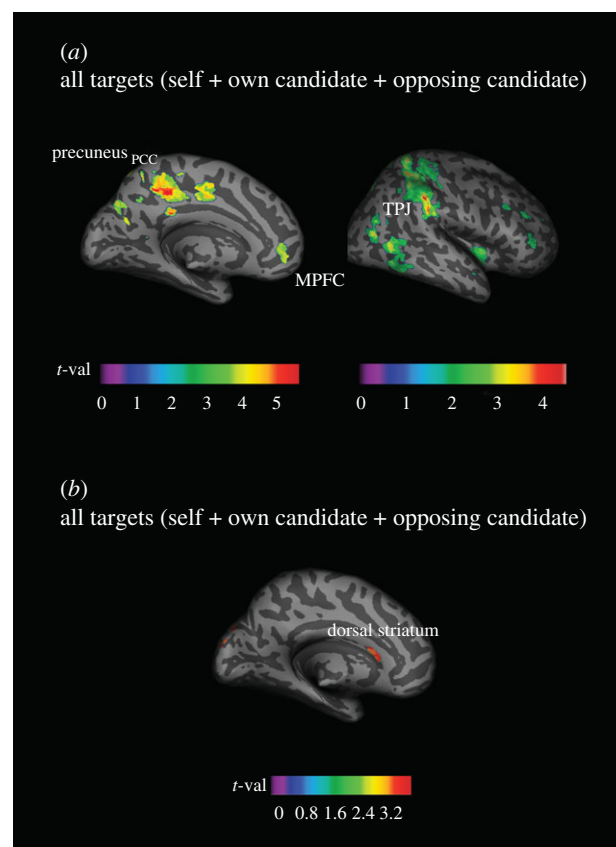 (a)
all targets (self + own candidate + opposing candidate)
precuneus PCC
TPJ
MPFC
t-val
0 1 2 3 4 5
0 1 2 3 4
(b)
all targets (self + own candidate + opposing candidate)
dorsal striatum
t-val
0 0.8 1.6 2.4 3.2